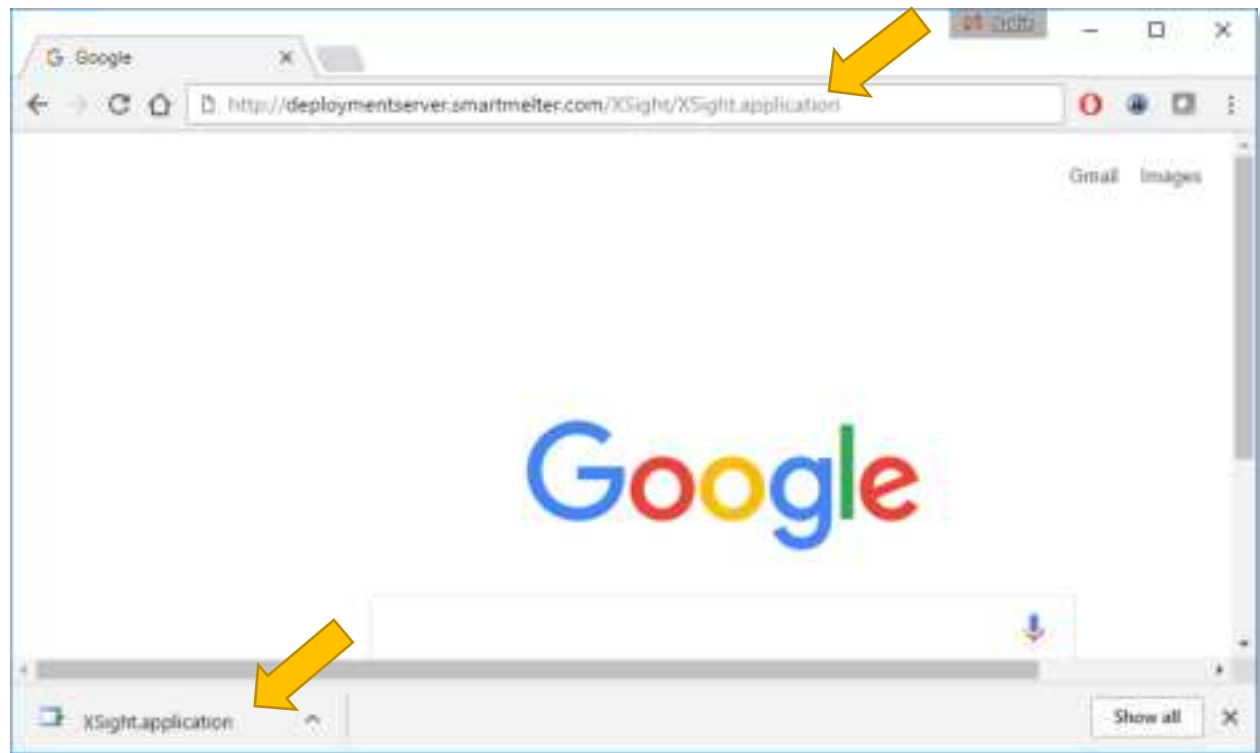 Google
http://deploymentserver.smartmelter.com/XSight/XSight.application
Gmail Images
Google
XSight.application
Show all